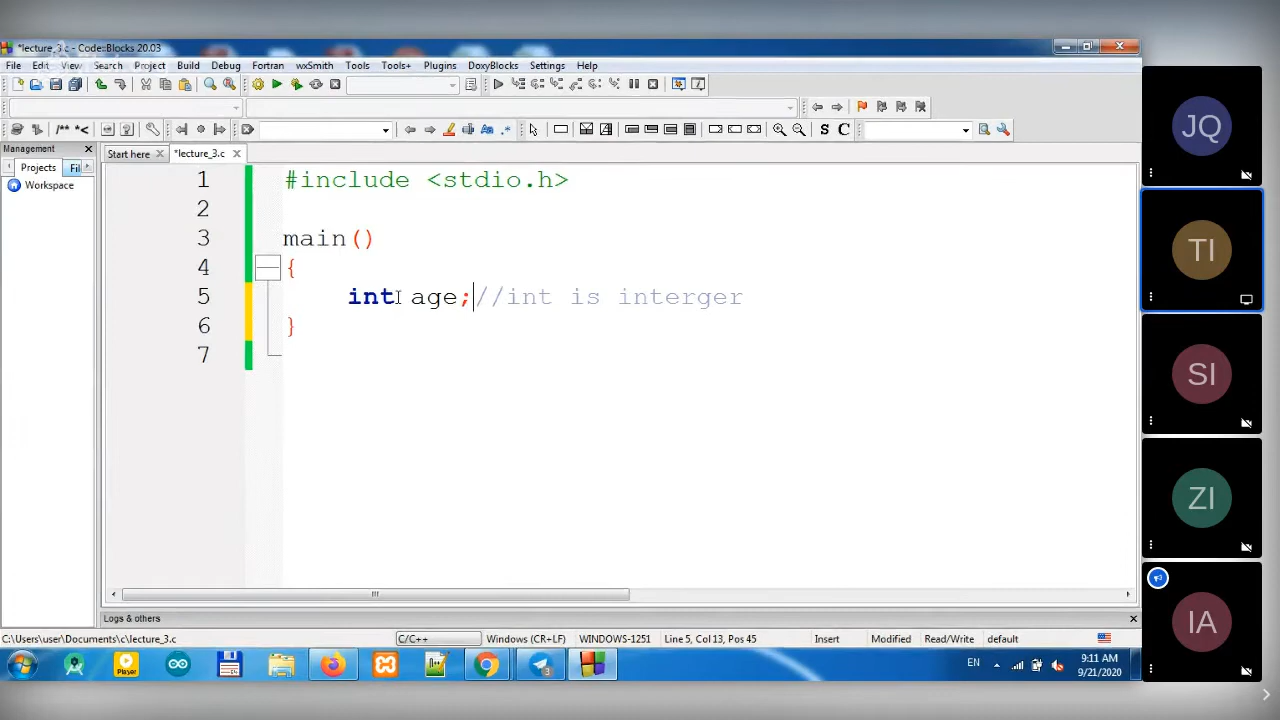 *lecture_3.c - Code::Blocks 20.03
File Edit View Search Project Build Debug Fortran wxSmith Tools Tools+ Plugins DoxyBlocks Settings Help
/** *<
S C
Management
Start here *lecture_3.c
Projects Fil
Workspace
1 #include <stdio.h>
2
3 main()
4 {
5 int age;//int is interger
6 }
7
Logs & others
C:\Users\user\Documents\c\lecture_3.c C/C++ Windows (CR+LF) WINDOWS-1251 Line 5, Col 13, Pos 45 Insert Modified Read/Write default
Player
EN
9:11 AM
9/21/2020
JQ
TI
SI
ZI
IA